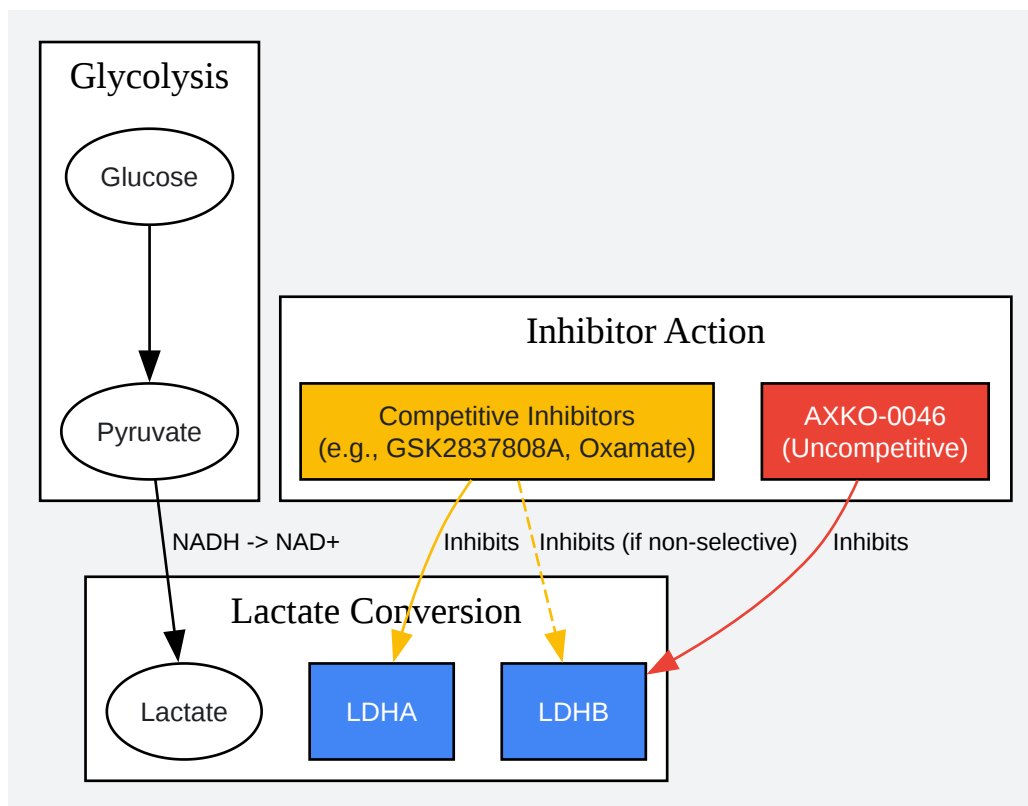 Glycolysis
Glucose
Pyruvate
Inhibitor Action
Competitive Inhibitors
(e.g., GSK2837808A, Oxamate)
AXKO-0046
(Uncompetitive)
NADH -> NAD+
Inhibits
Inhibits (if non-selective)
Inhibits
Lactate Conversion
Lactate
LDHA
LDHB